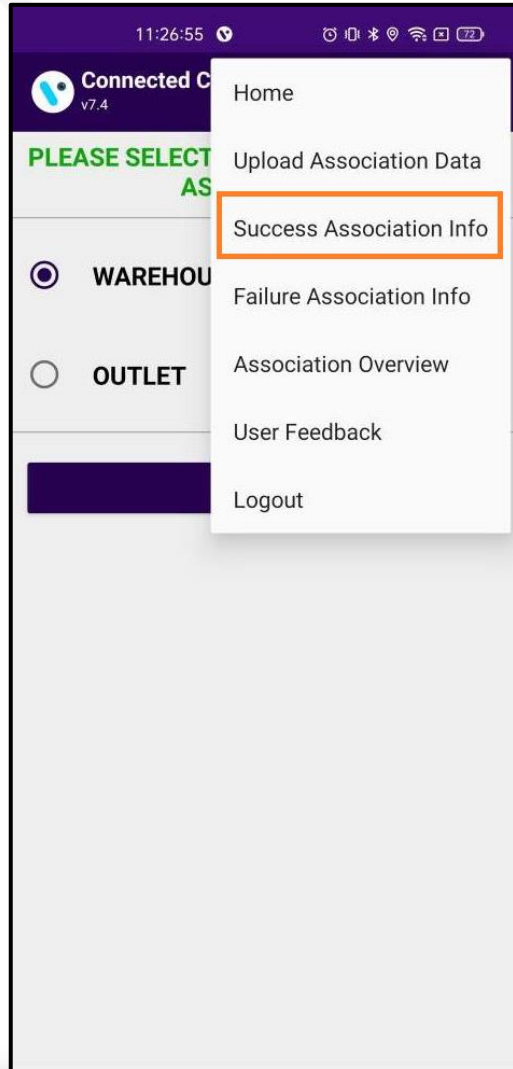 11:26:55
72
Connected C
v7.4
PLEASE SELECT
AS
WAREHOU
OUTLET
Home
Upload Association Data
Success Association Info
Failure Association Info
Association Overview
User Feedback
Logout